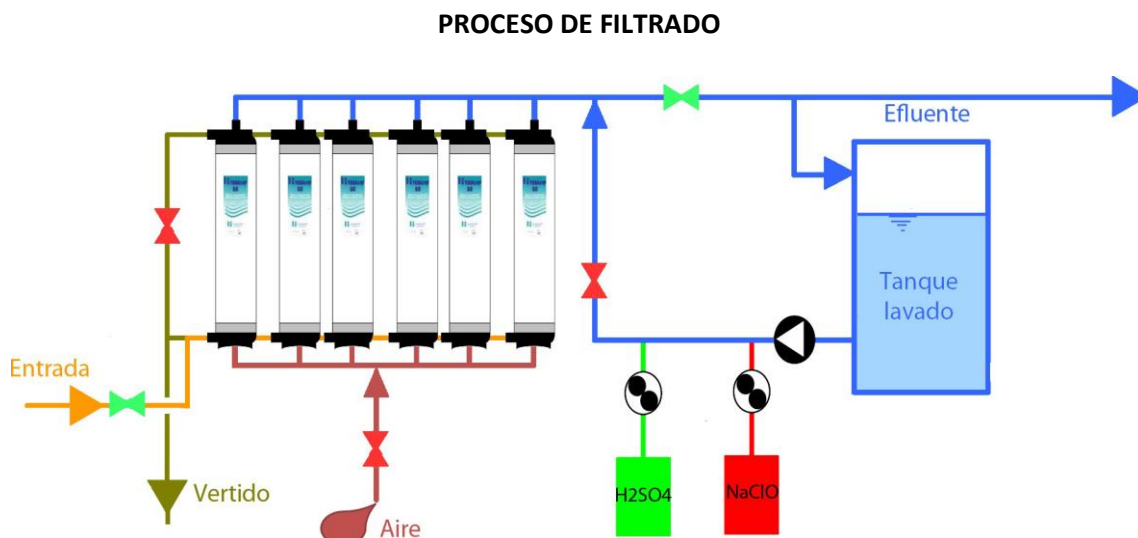 PROCESO DE FILTRADO
Efluente
Tanque
lavado
Entrada
Vertido
Aire
H2SO4
NaClO